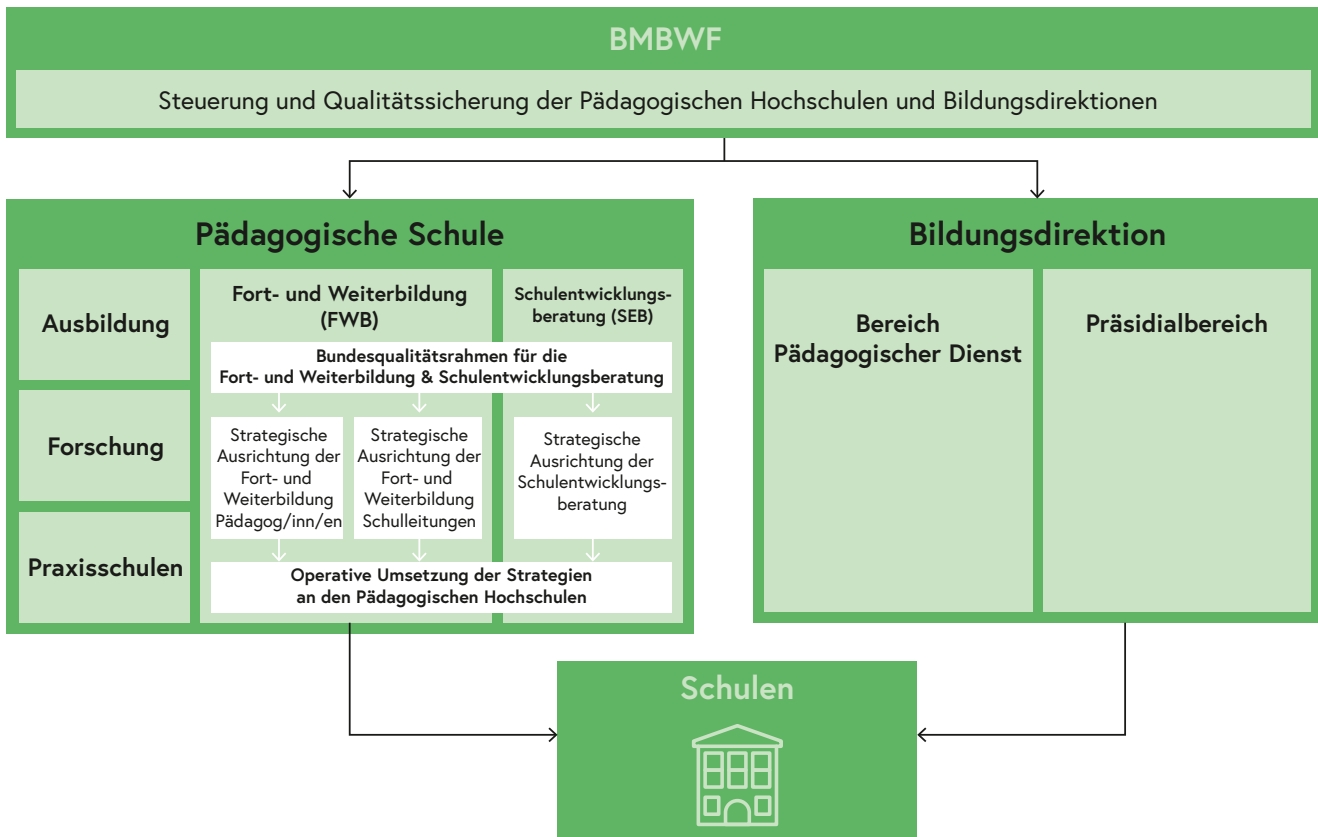 BMBWF
Steuerung und Qualitätssicherung der Pädagogischen Hochschulen und Bildungsdirektionen
Pädagogische Schule
Ausbildung
Forschung
Praxisschulen
Fort- und Weiterbildung
(FWB)
Schulentwicklungs-
beratung (SEB)
Bundesqualitätsrahmen für die
Fort- und Weiterbildung & Schulentwicklungsberatung
Strategische
Ausrichtung der
Fort- und
Weiterbildung
Pädagog/inn/en
Strategische
Ausrichtung der
Fort- und
Weiterbildung
Schulleitungen
Strategische
Ausrichtung der
Schulentwicklungs-
beratung
Operative Umsetzung der Strategien
an den Pädagogischen Hochschulen
Bildungsdirektion
Bereich
Pädagogischer Dienst
Präsidialbereich
Schulen